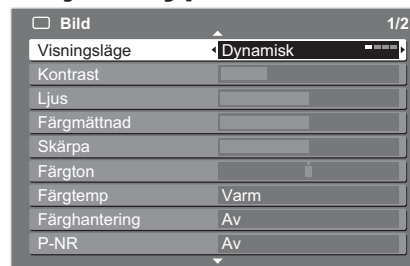 Bild 1/2
Visningsläge Dynamisk
Kontrast
Ljus
Färgmättnad
Skärpa
Färgton
Färgtemp Varm
Färghantering Av
P-NR Av